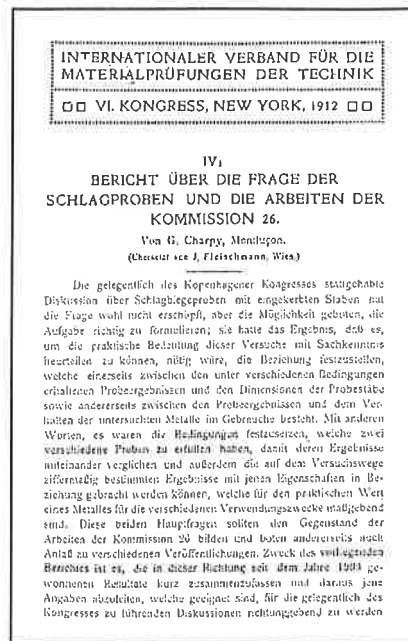 INTERNATIONALER VERBAND FÜR DIE
MATERIALPRÜFUNGEN DER TECHNIK
VI. KONGRESS, NEW YORK, 1912
IV₁
BERICHT ÜBER DIE FRAGE DER
SCHLAGPROBEN UND DIE ARBEITEN DER
KOMMISSION 26.
Von G. Charpy, Montluçon.
(Übersetzt von J. Fleischmann, Wien.)
Die gelegentlich des Kopenhagener Kongresses stattgehabte
Diskussion über Schlagbiegeproben mit eingekerbten Stäben hat
die Frage wohl nicht erschöpft, aber die Möglichkeit geboten, die
Aufgabe richtig zu formulieren; sie hatte das Ergebnis, daß es,
um die praktische Bedeutung dieser Versuche mit Sachkenntnis
beurteilen zu können, nötig wäre, die Beziehung festzustellen,
welche einerseits zwischen den unter verschiedenen Bedingungen
erhaltenen Probeergebnissen und den Dimensionen der Probestäbe
sowie andererseits zwischen den Probeergebnissen und dem Ver-
halten der untersuchten Metalle im Gebrauche besteht. Mit anderen
Worten, es waren die Bedingungen festzusetzen, welche zwei
verschiedene Proben zu erfüllen haben, damit deren Ergebnisse
miteinander verglichen und außerdem die auf dem Versuchswege
ziffermäßig bestimmten Ergebnisse mit jenen Eigenschaften in Be-
ziehung gebracht werden können, welche für den praktischen Wert
eines Metalles für die verschiedenen Verwendungszwecke maßgebend
sind. Diese beiden Hauptfragen sollten den Gegenstand der
Arbeiten der Kommission 26 bilden und boten andererseits auch
Anlaß zu verschiedenen Veröffentlichungen. Zweck des vorliegenden
Berichtes ist es, die in dieser Richtung seit dem Jahre 1909 ge-
wonnenen Resultate kurz zusammenzufassen und daraus jene
Angaben abzuleiten, welche geeignet sind, für die gelegentlich des
Kongresses zu führenden Diskussionen richtunggebend zu werden